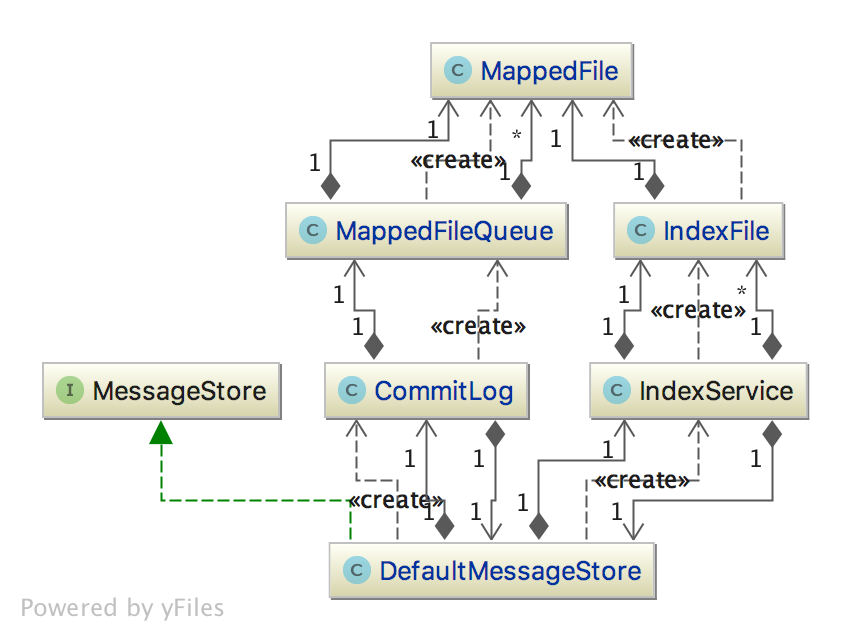 C MappedFile
1 * 1
1 «create» 1 1 «create»
C MappedFileQueue
C IndexFile
1 1 *
1 «create» 1 «create» 1
I MessageStore
C CommitLog
C IndexService
1 1 1 1
«create» 1 1 1 «create» 1
C DefaultMessageStore
Powered by yFiles